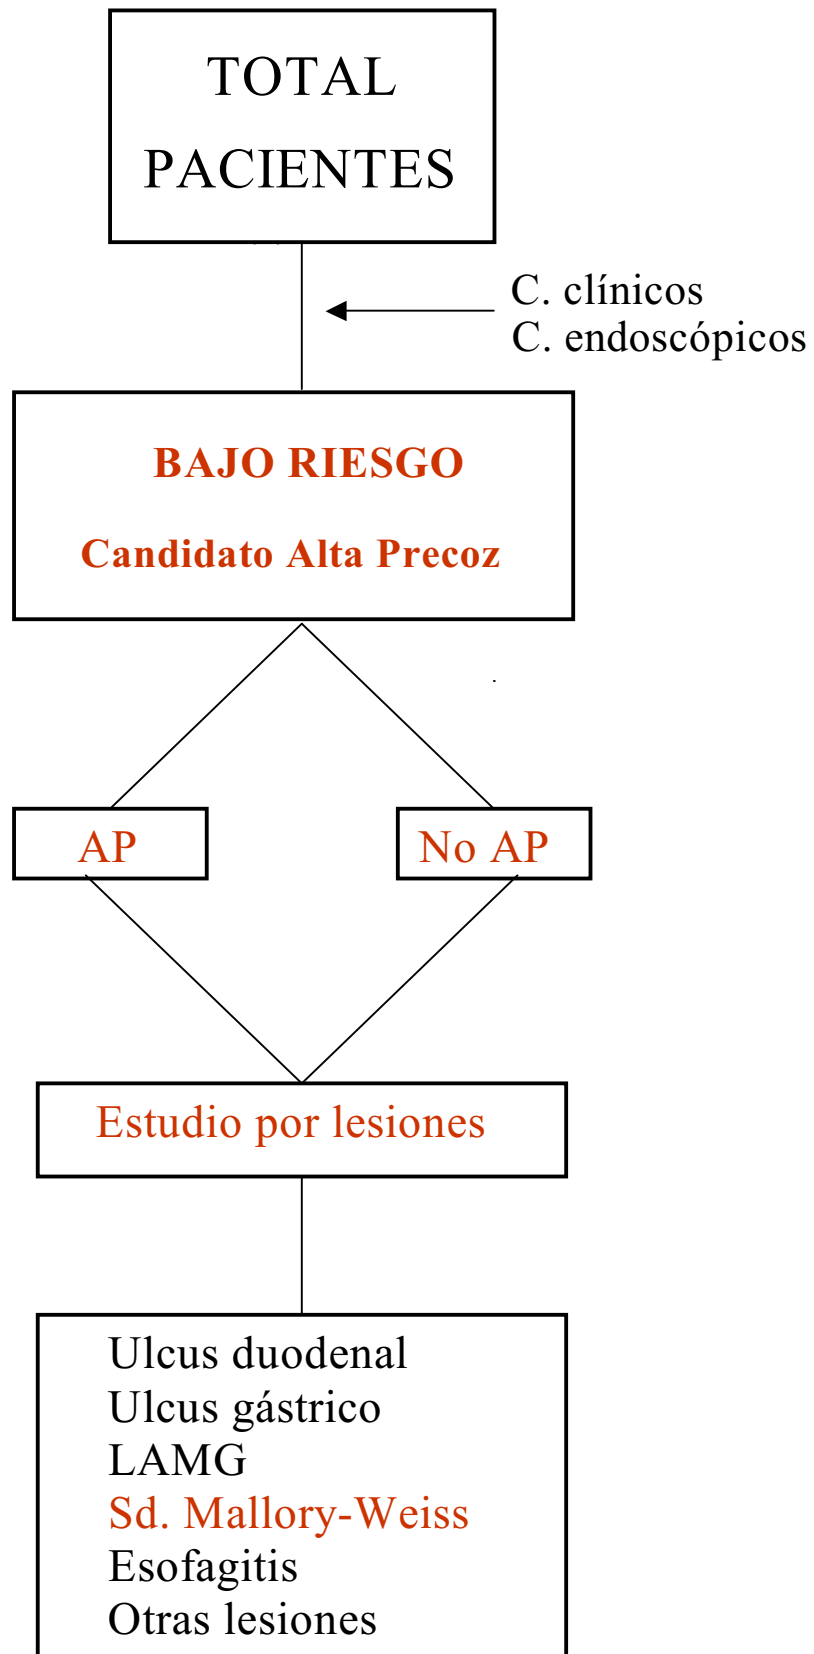 TOTAL
PACIENTES
C. clínicos
C. endoscópicos
BAJO RIESGO
Candidato Alta Precoz
AP
No AP
Estudio por lesiones
Ulcus duodenal
Ulcus gástrico
LAMG
Sd. Mallory-Weiss
Esofagitis
Otras lesiones